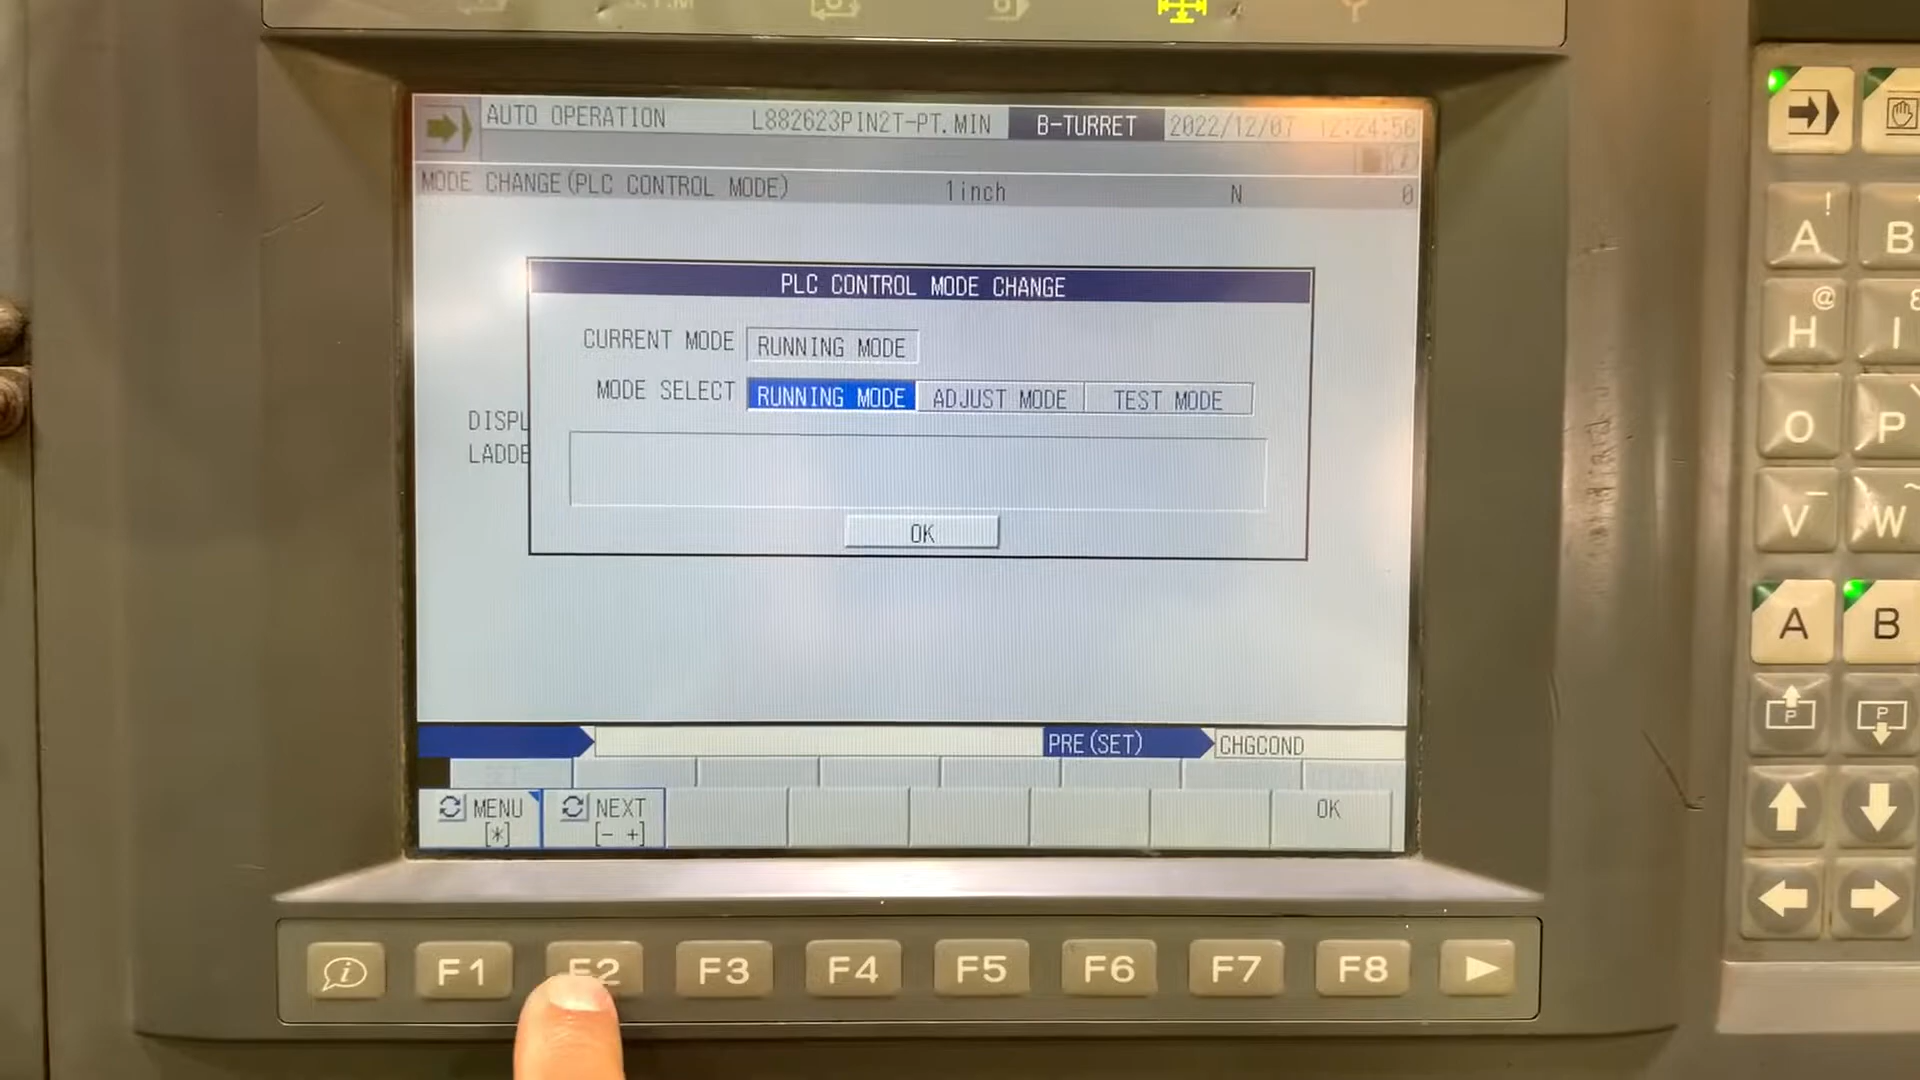 AUTO OPERATION L882623PIN2T-PT.MIN B-TURRET 2022/12/07 12:24:56
MODE CHANGE(PLC CONTROL MODE) 1inch N 0
PLC CONTROL MODE CHANGE
CURRENT MODE RUNNING MODE
MODE SELECT RUNNING MODE ADJUST MODE TEST MODE
DISPL
LADDE
OK
PRE(SET) CHGCOND
MENU NEXT OK
[*] [- +]
F1 F2 F3 F4 F5 F6 F7 F8
! A B
@ H I
O P
V W
A B
P P